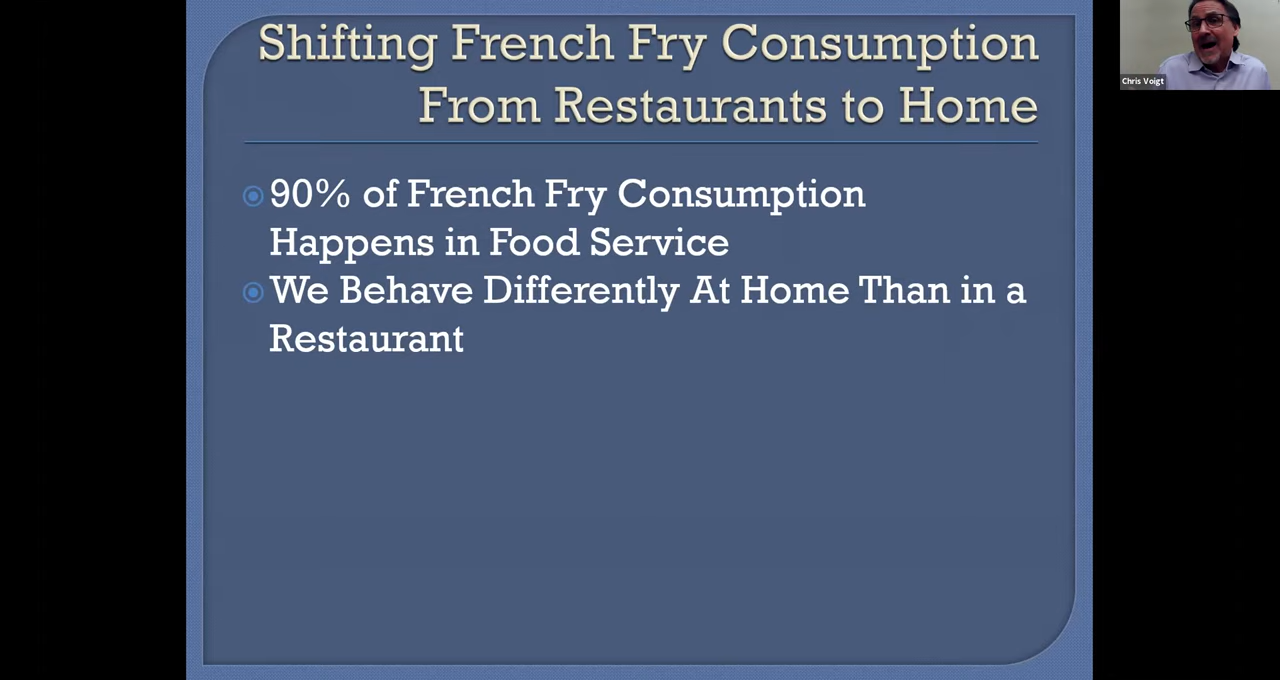 Shifting French Fry Consumption
From Restaurants to Home
90% of French Fry Consumption
Happens in Food Service
We Behave Differently At Home Than in a
Restaurant
Chris Voigt